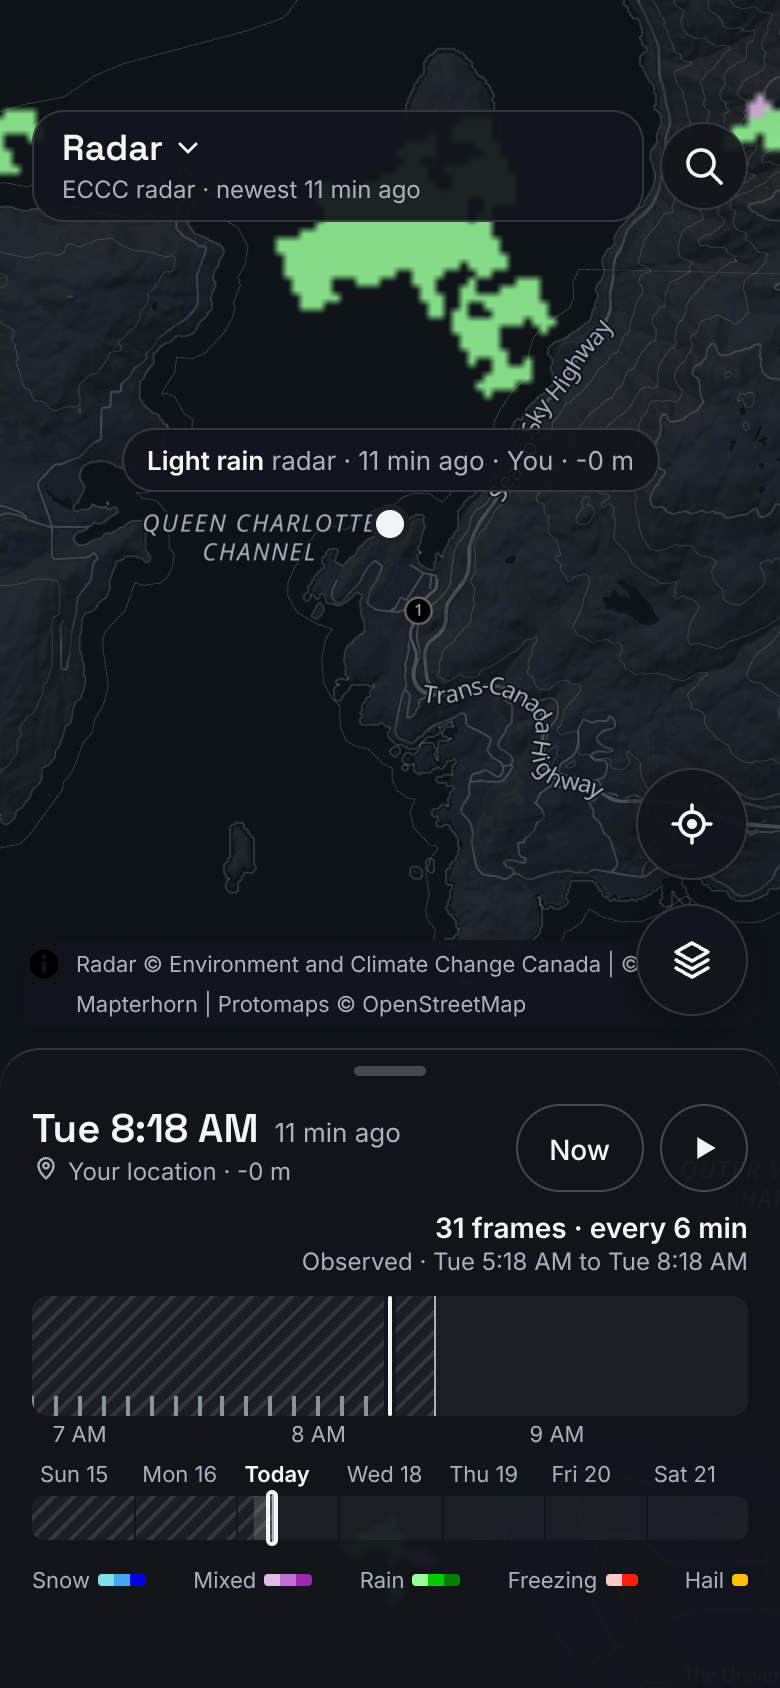 Radar
ECCC radar · newest 11 min ago
Sky Highway
Light rain radar · 11 min ago · You · -0 m
QUEEN CHARLOTTE
CHANNEL
1
Trans-Canada Highway
Radar © Environment and Climate Change Canada | ©
Mapterhorn | Protomaps © OpenStreetMap
Tue 8:18 AM 11 min ago
Your location · -0 m
Now
31 frames · every 6 min
Observed · Tue 5:18 AM to Tue 8:18 AM
7 AM 8 AM 9 AM
Sun 15 Mon 16 Today Wed 18 Thu 19 Fri 20 Sat 21
Snow Mixed Rain Freezing Hail